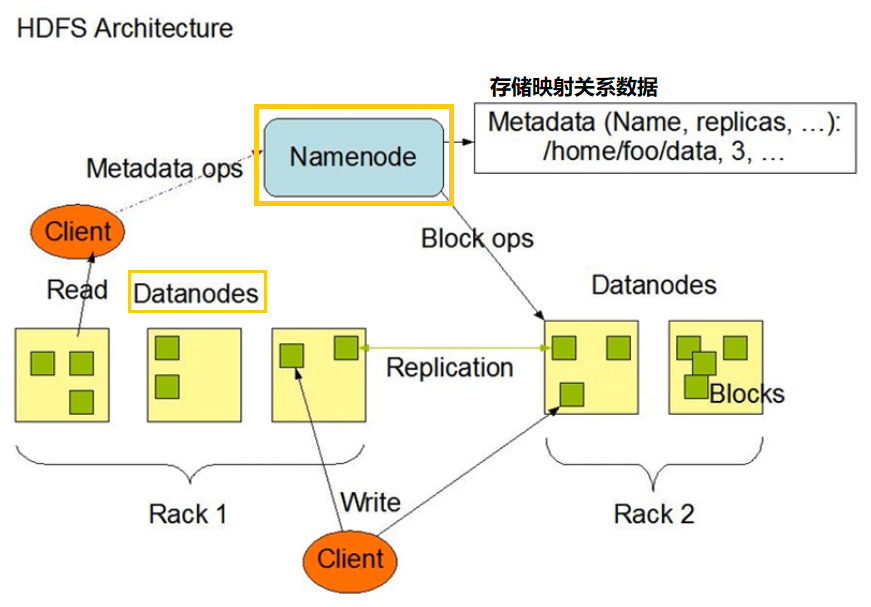 HDFS Architecture
存储映射关系数据
Metadata (Name, replicas, …):
/home/foo/data, 3, …
Namenode
Metadata ops
Client
Block ops
Read
Datanodes
Datanodes
Replication
Blocks
Rack 1
Write
Rack 2
Client